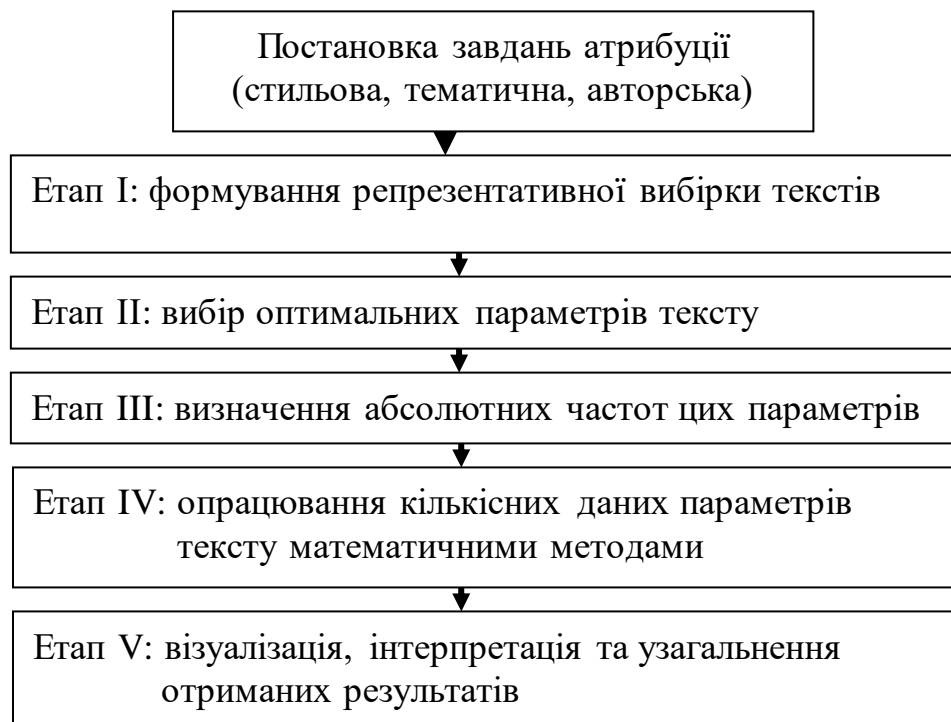 Постановка завдань атрибуції
(стильова, тематична, авторська)
Етап І: формування репрезентативної вибірки текстів
Етап ІІ: вибір оптимальних параметрів тексту
Етап ІІІ: визначення абсолютних частот цих параметрів
Етап IV: опрацювання кількісних даних параметрів
тексту математичними методами
Етап V: візуалізація, інтерпретація та узагальнення
отриманих результатів